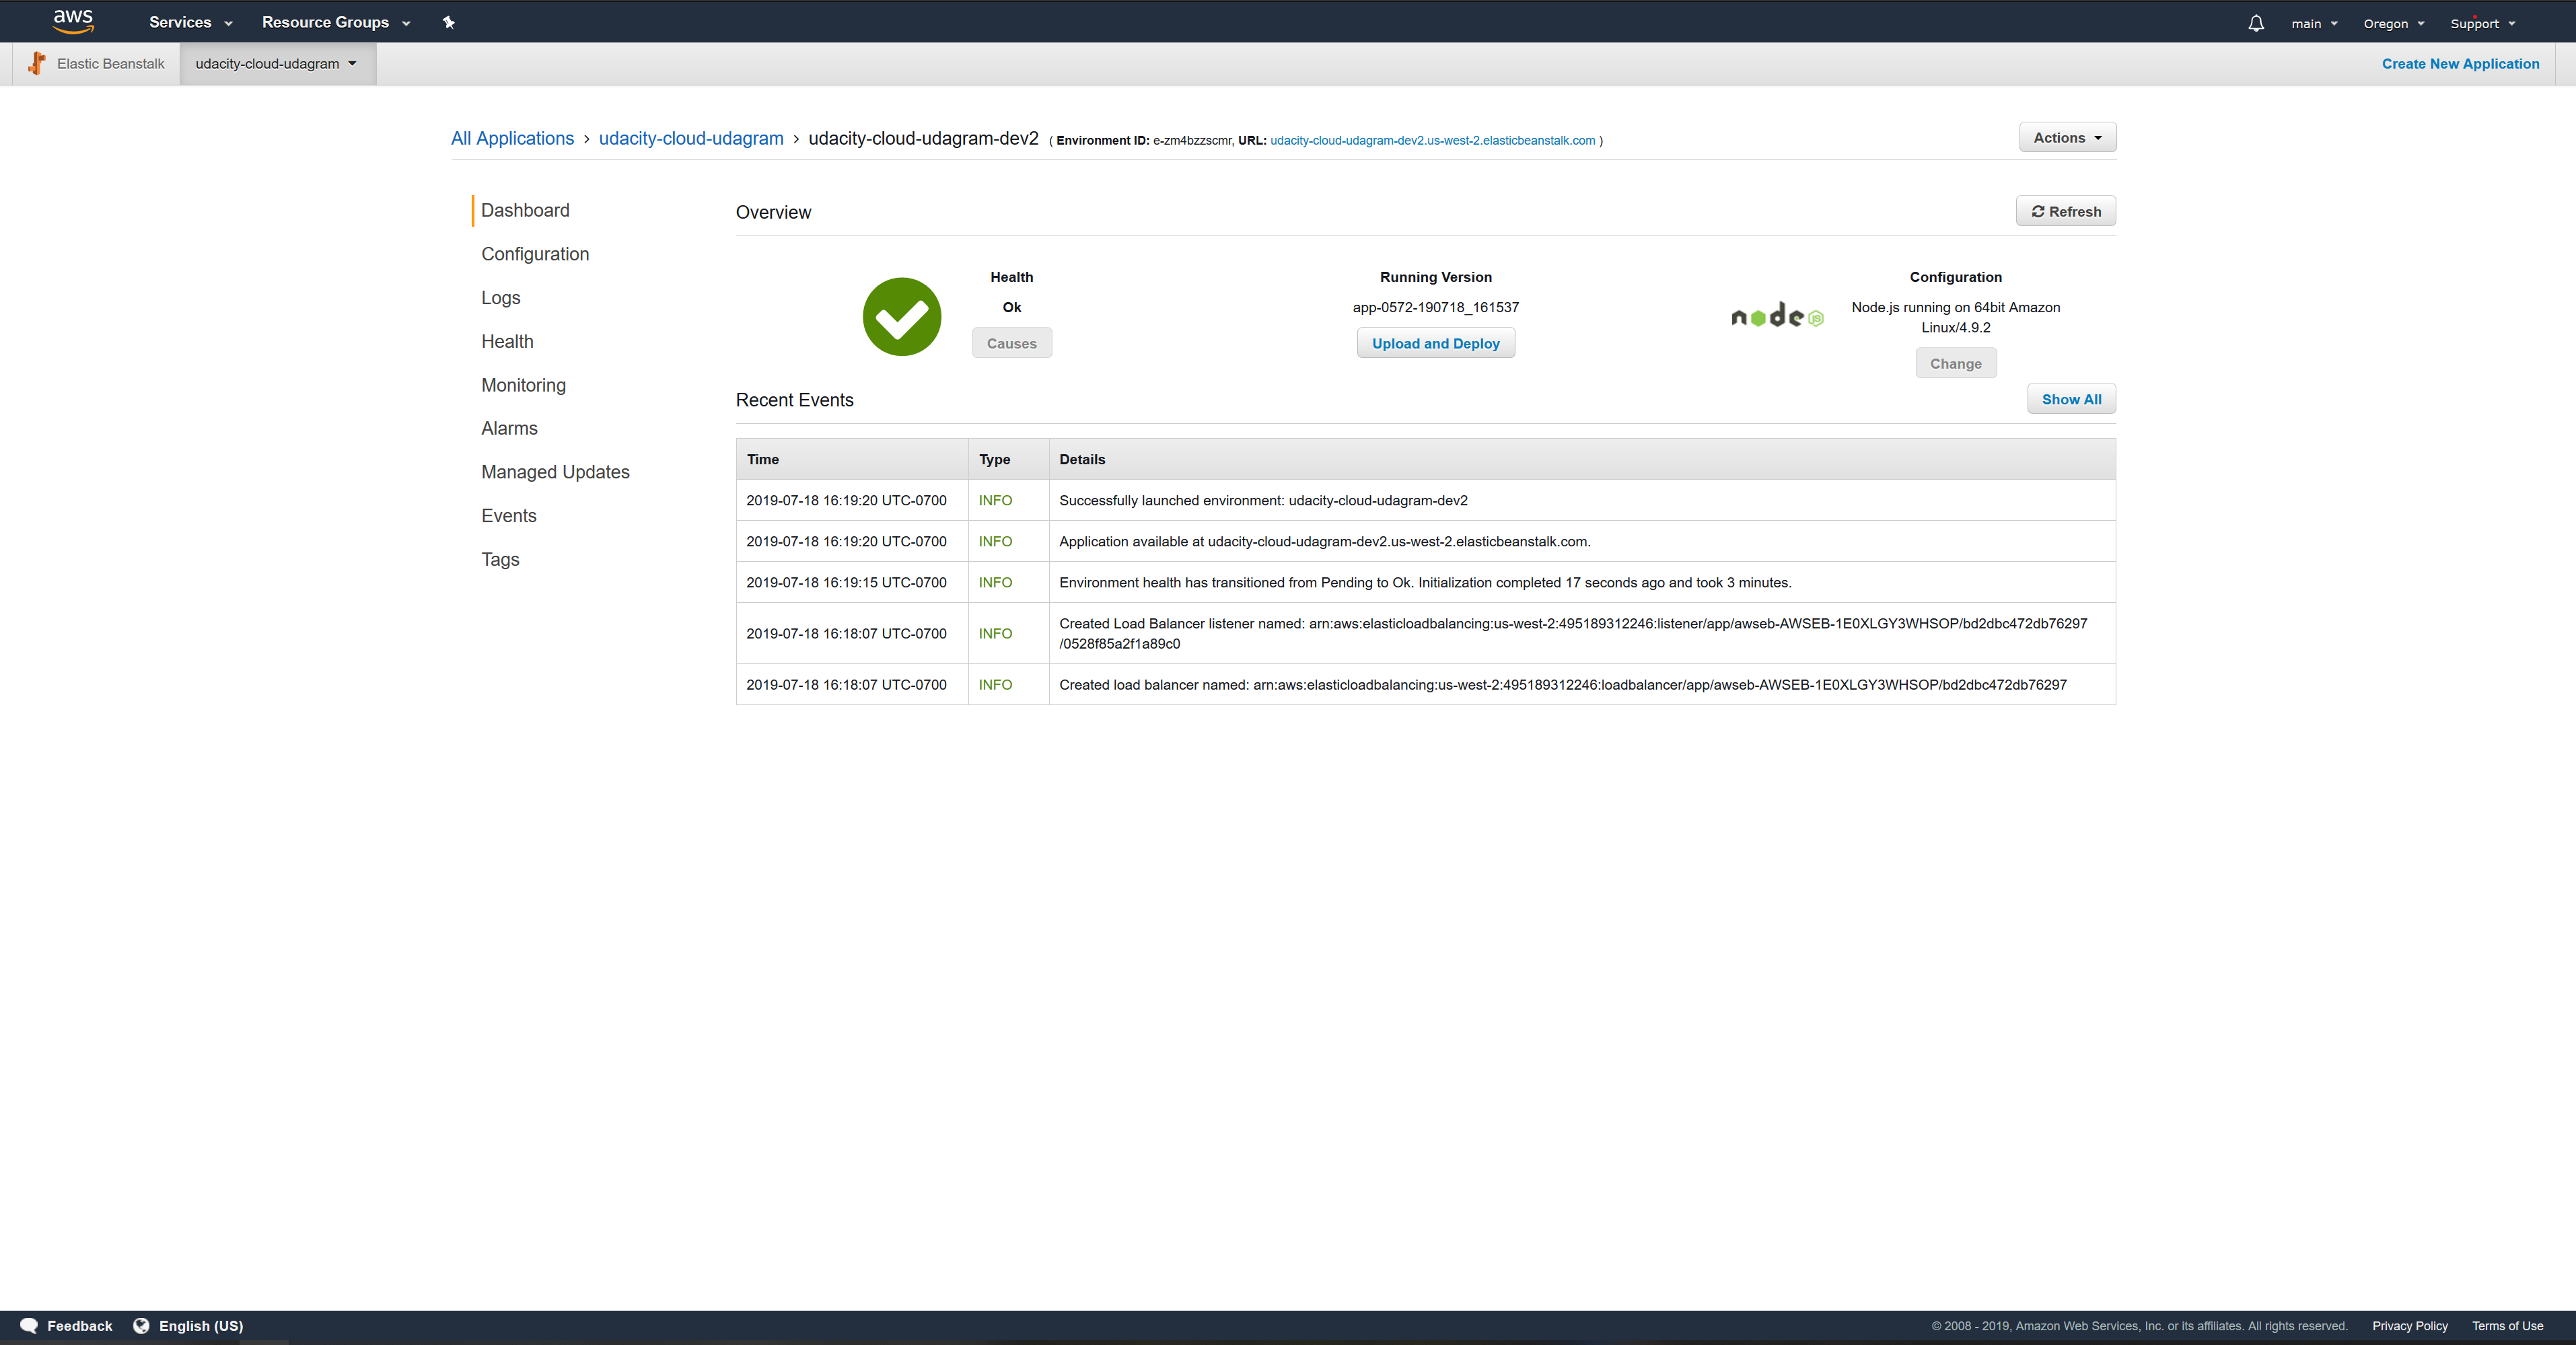 aws Services Resource Groups main Oregon Support
Elastic Beanstalk udacity-cloud-udagram Create New Application
All Applications › udacity-cloud-udagram › udacity-cloud-udagram-dev2 ( Environment ID: e-zm4bzzscmr, URL: udacity-cloud-udagram-dev2.us-west-2.elasticbeanstalk.com ) Actions
Dashboard
Configuration
Logs
Health
Monitoring
Alarms
Managed Updates
Events
Tags
Overview Refresh
Health
Ok
Causes
Running Version
app-0572-190718_161537
Upload and Deploy
node JS
Configuration
Node.js running on 64bit Amazon
Linux/4.9.2
Change
Recent Events Show All
Time Type Details
2019-07-18 16:19:20 UTC-0700 INFO Successfully launched environment: udacity-cloud-udagram-dev2
2019-07-18 16:19:20 UTC-0700 INFO Application available at udacity-cloud-udagram-dev2.us-west-2.elasticbeanstalk.com.
2019-07-18 16:19:15 UTC-0700 INFO Environment health has transitioned from Pending to Ok. Initialization completed 17 seconds ago and took 3 minutes.
2019-07-18 16:18:07 UTC-0700 INFO Created Load Balancer listener named: arn:aws:elasticloadbalancing:us-west-2:495189312246:listener/app/awseb-AWSEB-1E0XLGY3WHSOP/bd2dbc472db76297
/0528f85a2f1a89c0
2019-07-18 16:18:07 UTC-0700 INFO Created load balancer named: arn:aws:elasticloadbalancing:us-west-2:495189312246:loadbalancer/app/awseb-AWSEB-1E0XLGY3WHSOP/bd2dbc472db76297
Feedback English (US) © 2008 - 2019, Amazon Web Services, Inc. or its affiliates. All rights reserved. Privacy Policy Terms of Use